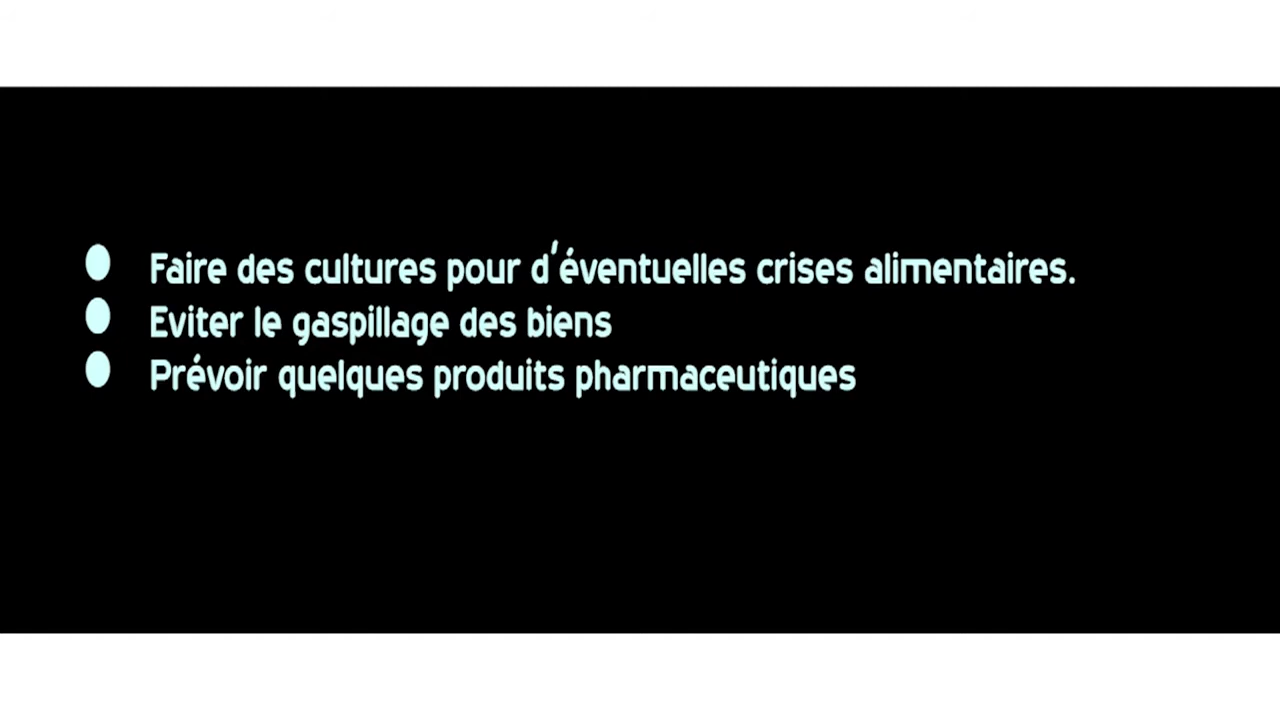 ● Faire des cultures pour d'éventuelles crises alimentaires.
● Eviter le gaspillage des biens
● Prévoir quelques produits pharmaceutiques